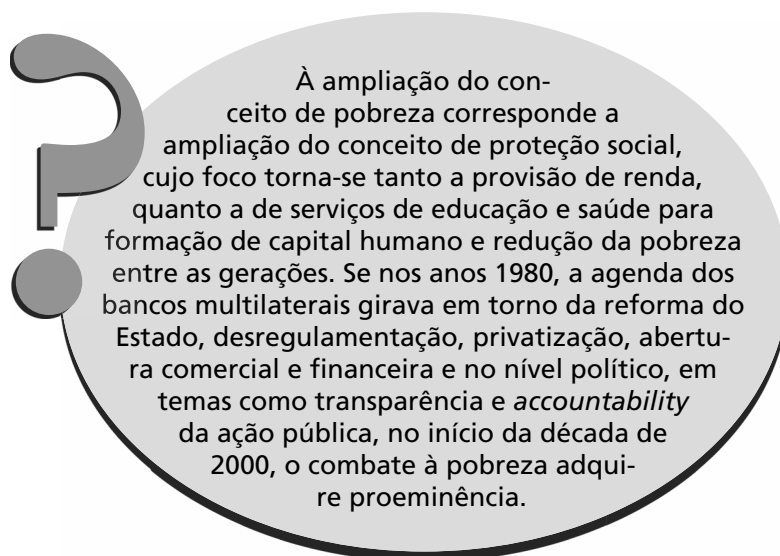 À ampliação do con-
ceito de pobreza corresponde a
ampliação do conceito de proteção social,
cujo foco torna-se tanto a provisão de renda,
quanto a de serviços de educação e saúde para
formação de capital humano e redução da pobreza
entre as gerações. Se nos anos 1980, a agenda dos
bancos multilaterais girava em torno da reforma do
Estado, desregulamentação, privatização, abertu-
ra comercial e financeira e no nível político, em
temas como transparência e accountability
da ação pública, no início da década de
2000, o combate à pobreza adqui-
re proeminência.